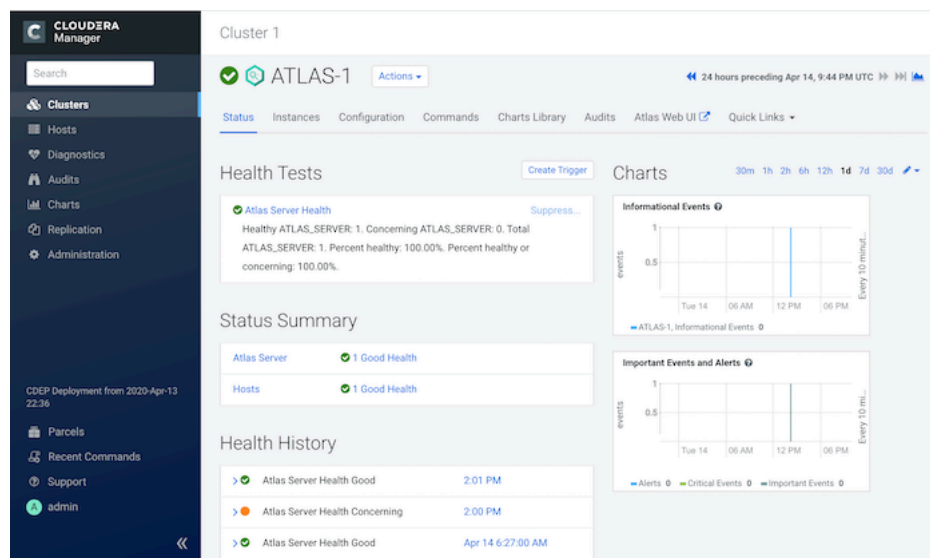 CLOUDERA
Manager
Search
Clusters
Hosts
Diagnostics
Audits
Charts
Replication
Administration
CDEP Deployment from 2020-Apr-13
22:36
Parcels
Recent Commands
Support
A admin
Cluster 1
ATLAS-1 Actions
24 hours preceding Apr 14, 9:44 PM UTC
Status Instances Configuration Commands Charts Library Audits Atlas Web UI Quick Links
Health Tests Create Trigger
Atlas Server Health Suppress...
Healthy ATLAS_SERVER: 1. Concerning ATLAS_SERVER: 0. Total
ATLAS_SERVER: 1. Percent healthy: 100.00%. Percent healthy or
concerning: 100.00%.
Status Summary
Atlas Server 1 Good Health
Hosts 1 Good Health
Health History
Atlas Server Health Good 2:01 PM
Atlas Server Health Concerning 2:00 PM
Atlas Server Health Good Apr 14 6:27:00 AM
Charts 30m 1h 2h 6h 12h 1d 7d 30d
Informational Events
events
1
0.5
Every 10 minut...
Tue 14 06 AM 12 PM 06 PM
ATLAS-1, Informational Events 0
Important Events and Alerts
events
1
0.5
Every 10 mi...
Tue 14 06 AM 12 PM 06 PM
Alerts 0 Critical Events 0 Important Events 0